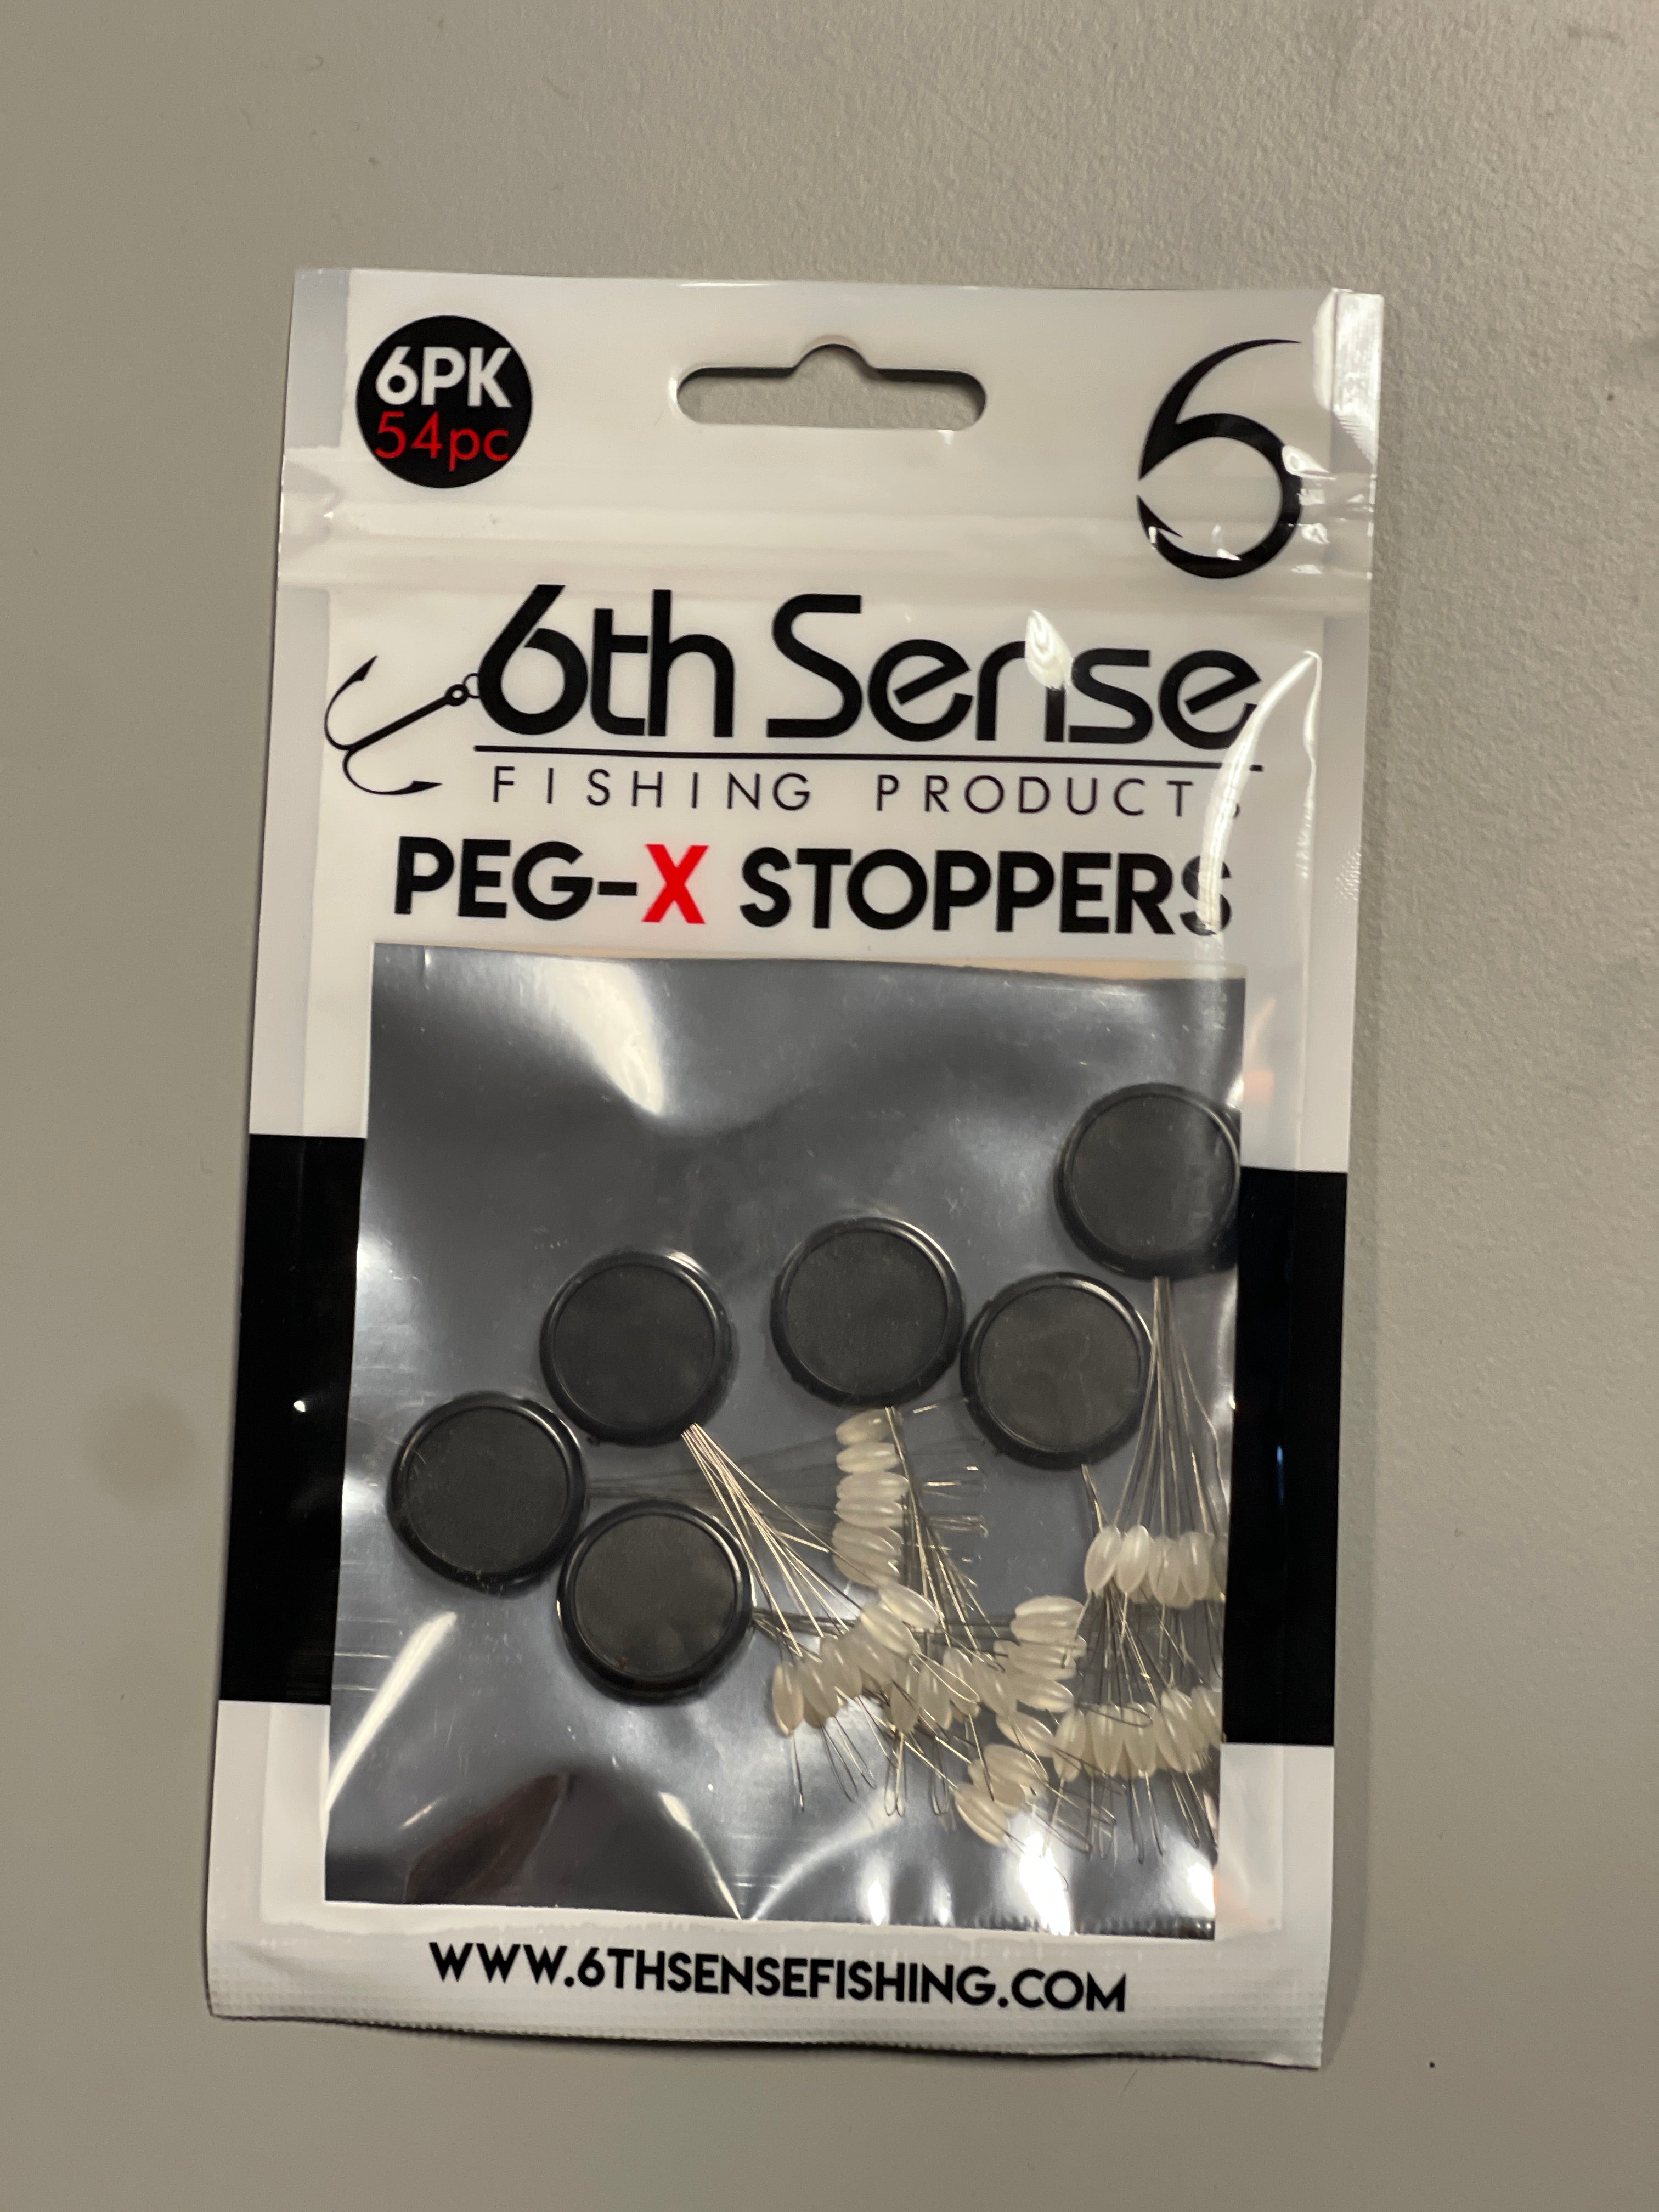 6PK
54pc
6
6th Sense
FISHING PRODUCTS
PEG-X STOPPERS
WWW.6THSENSEFISHING.COM